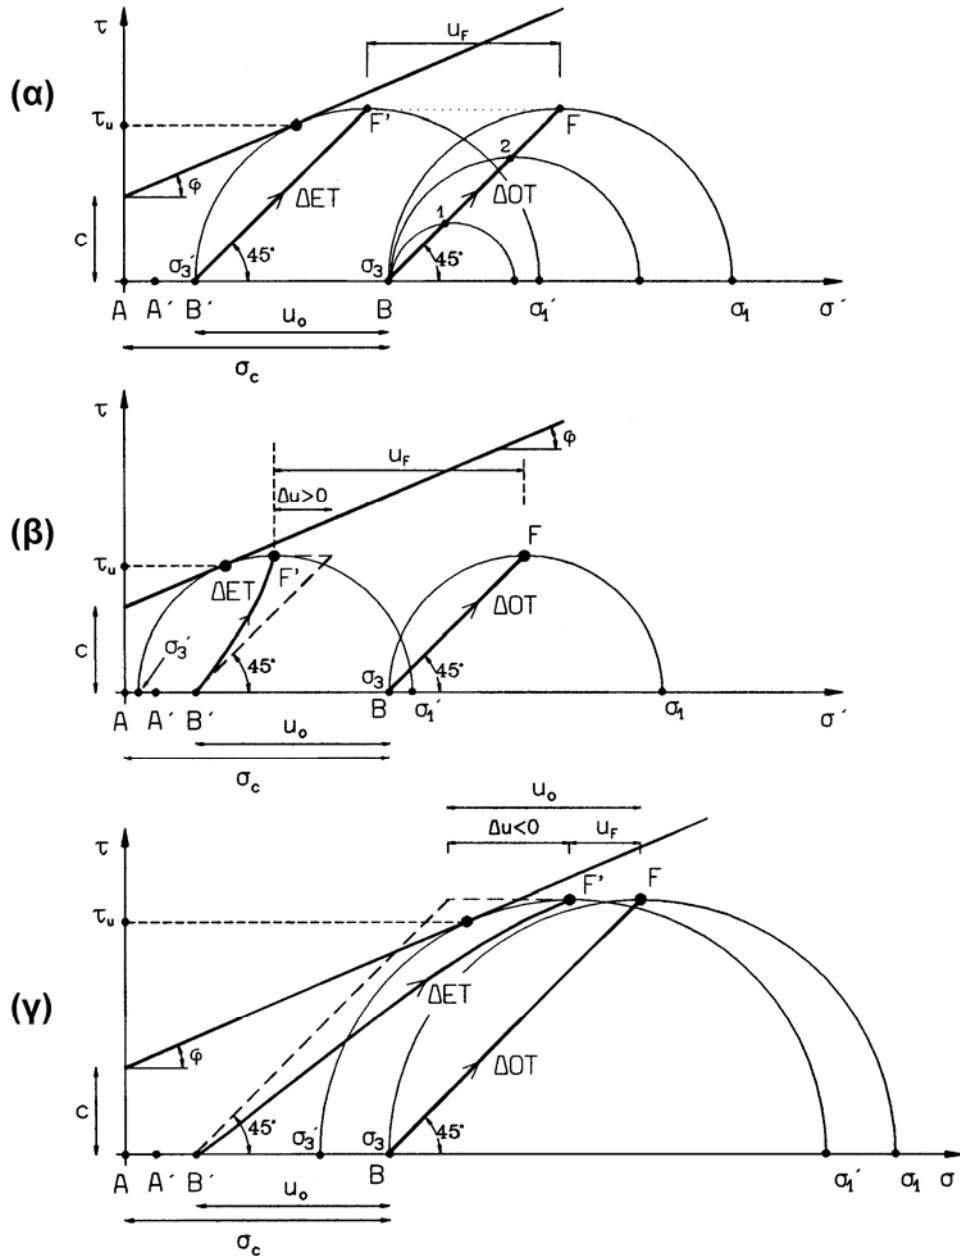 (α)
τ
u_F
τ_u
F'
F
2
φ
ΔET
ΔOT
1
c
σ_3'
45°
σ_3
45°
A
A'
B'
B
σ_1'
σ_1
σ'
u_o
σ_c
(β)
τ
φ
u_F
Δu>0
F
τ_u
F'
ΔET
ΔOT
c
σ_3'
45°
σ_3
45°
A
A'
B'
B
σ_1'
σ_1
σ'
u_o
σ_c
(γ)
u_o
τ
Δu<0
u_F
F'
F
τ_u
ΔET
φ
ΔOT
c
45°
σ_3'
σ_3
45°
A
A'
B'
B
σ_1'
σ_1
σ
u_o
σ_c